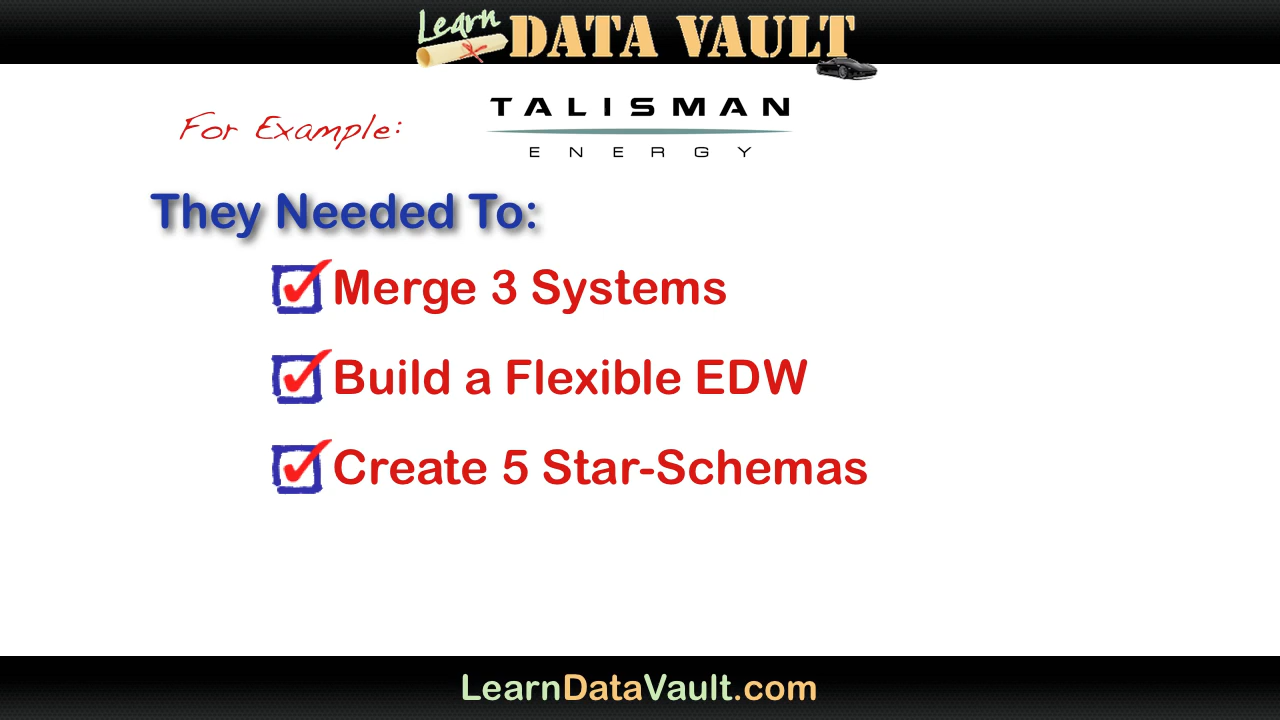 Learn DATA VAULT
For Example:
TALISMAN
ENERGY
They Needed To:
Merge 3 Systems
Build a Flexible EDW
Create 5 Star-Schemas
LearnDataVault.com